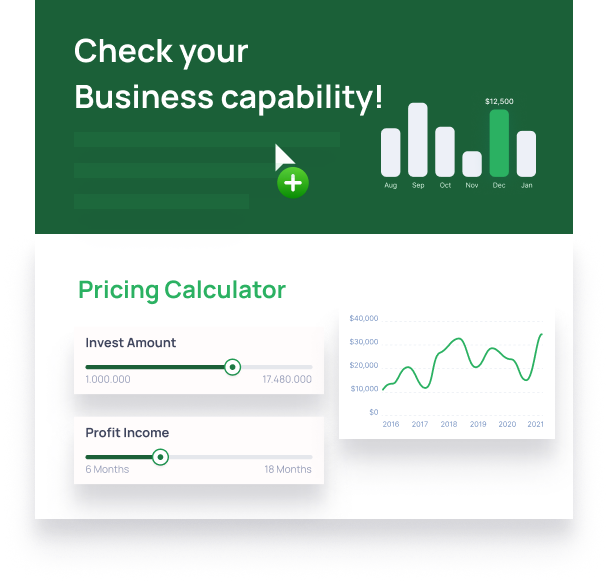 Check your
Business capability!
$12,500
Aug Sep Oct Nov Dec Jan
Pricing Calculator
Invest Amount
1.000.000 17.480.000
Profit Income
6 Months 18 Months
$40,000
$30,000
$20,000
$10,000
$0
2016 2017 2018 2019 2020 2021